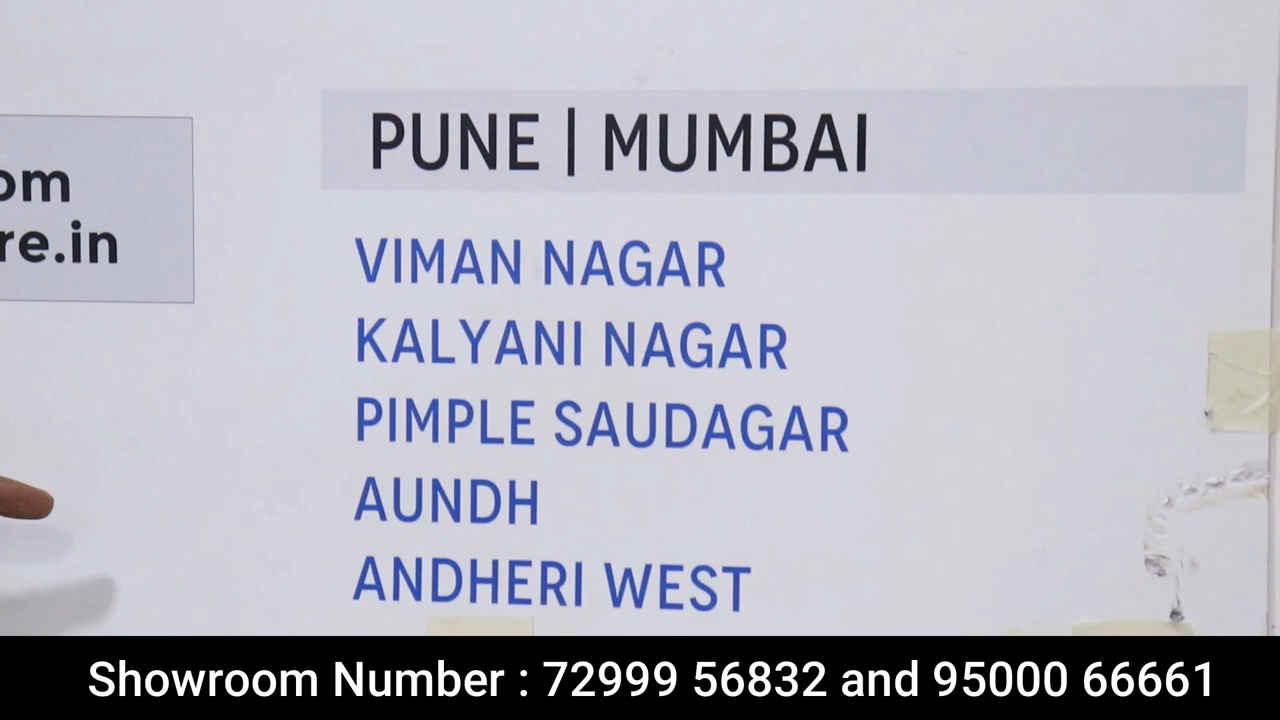 om
re.in
PUNE | MUMBAI
VIMAN NAGAR
KALYANI NAGAR
PIMPLE SAUDAGAR
AUNDH
ANDHERI WEST
Showroom Number : 72999 56832 and 95000 66661